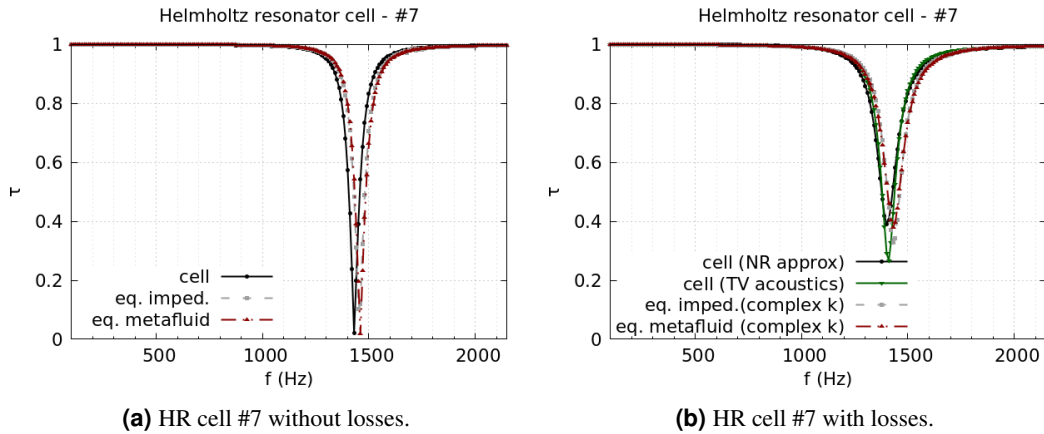 Helmholtz resonator cell - #7
1
0.8
0.6
0.4
0.2
0
τ
cell
eq. imped.
eq. metafluid
500 1000 1500 2000
f (Hz)
(a) HR cell #7 without losses.
Helmholtz resonator cell - #7
1
0.8
0.6
0.4
0.2
0
τ
cell (NR approx)
cell (TV acoustics)
eq. imped.(complex k)
eq. metafluid (complex k)
500 1000 1500 2000
f (Hz)
(b) HR cell #7 with losses.